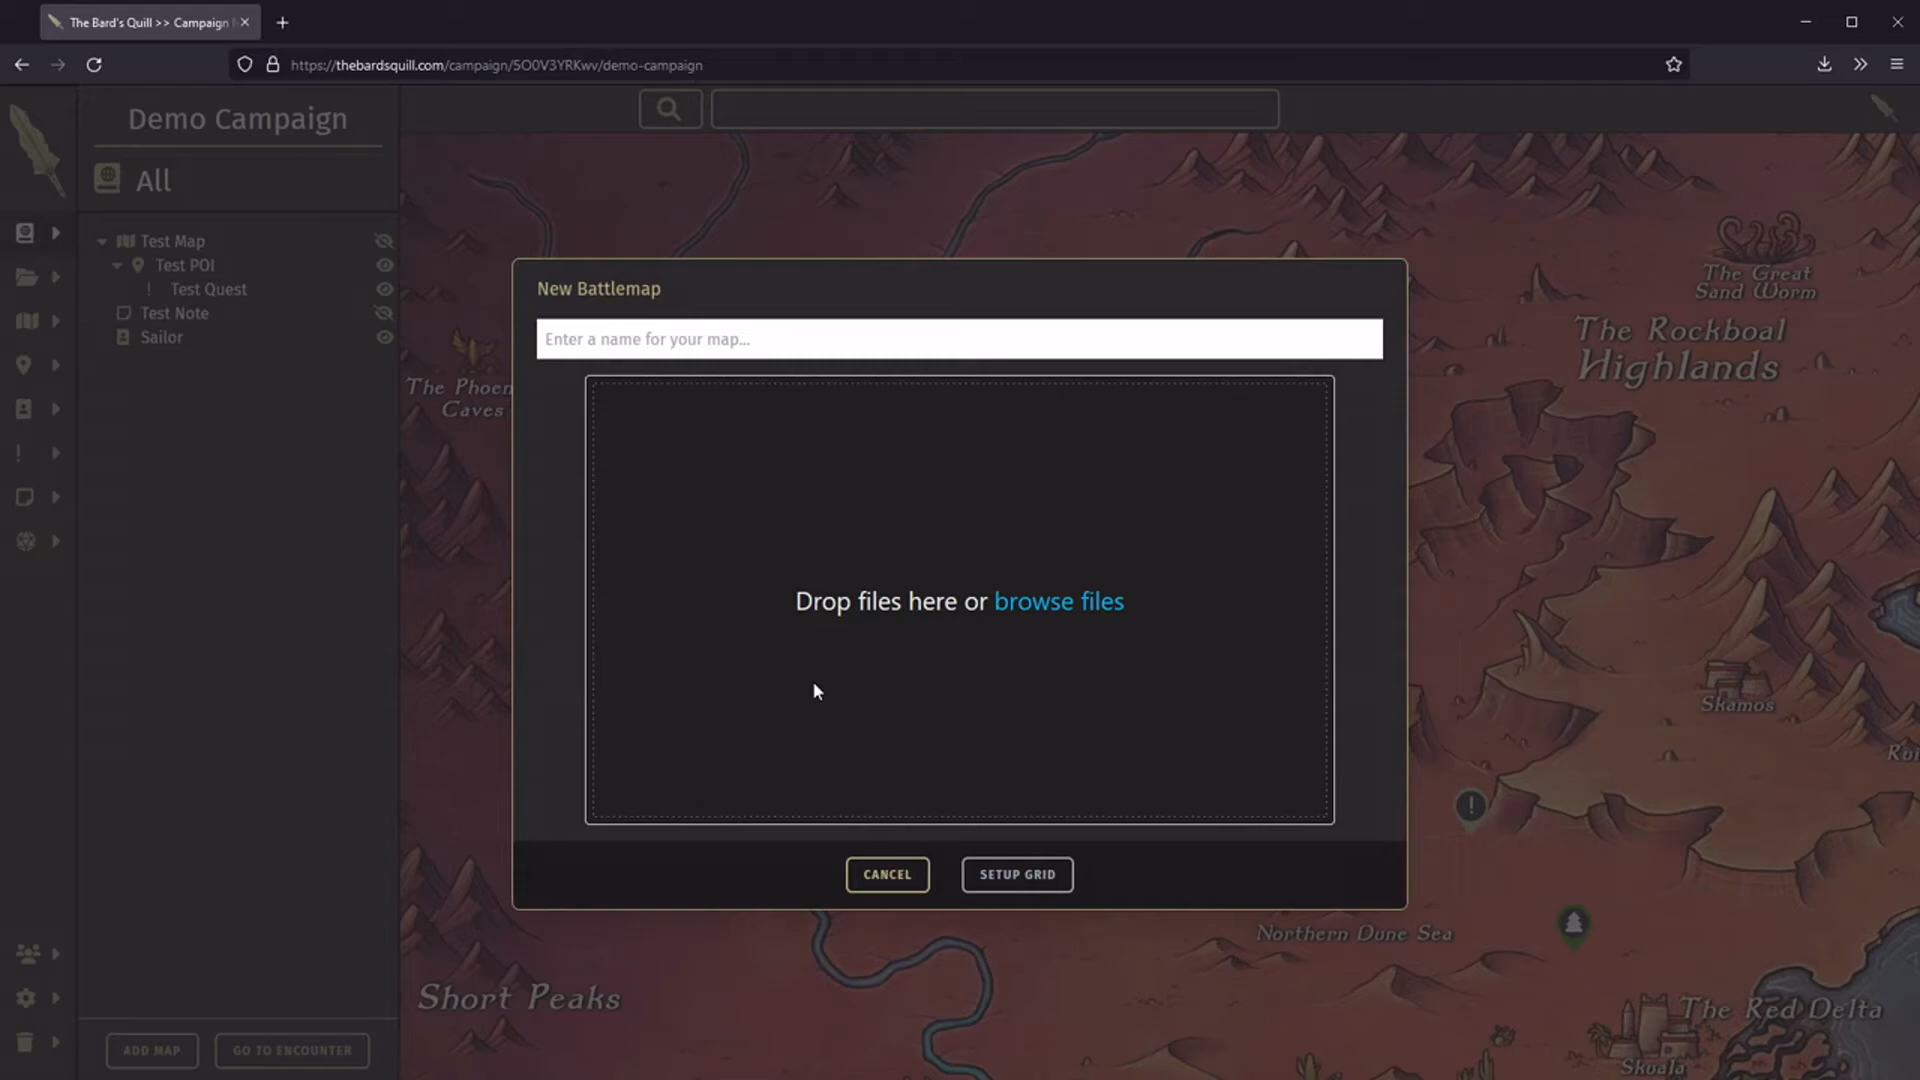 The Bard's Quill >> Campaign
https://thebardsquill.com/campaign/5O0V3YRKwv/demo-campaign
Demo Campaign
All
Test Map
Test POI
Test Quest
Test Note
Sailor
ADD MAP
GO TO ENCOUNTER
New Battlemap
Enter a name for your map...
Drop files here or browse files
CANCEL
SETUP GRID
The Phoen
Caves
The Great
Sand Worm
The Rockboal
Highlands
Skamos
Northern Dune Sea
Short Peaks
The Red Delta
Skoala